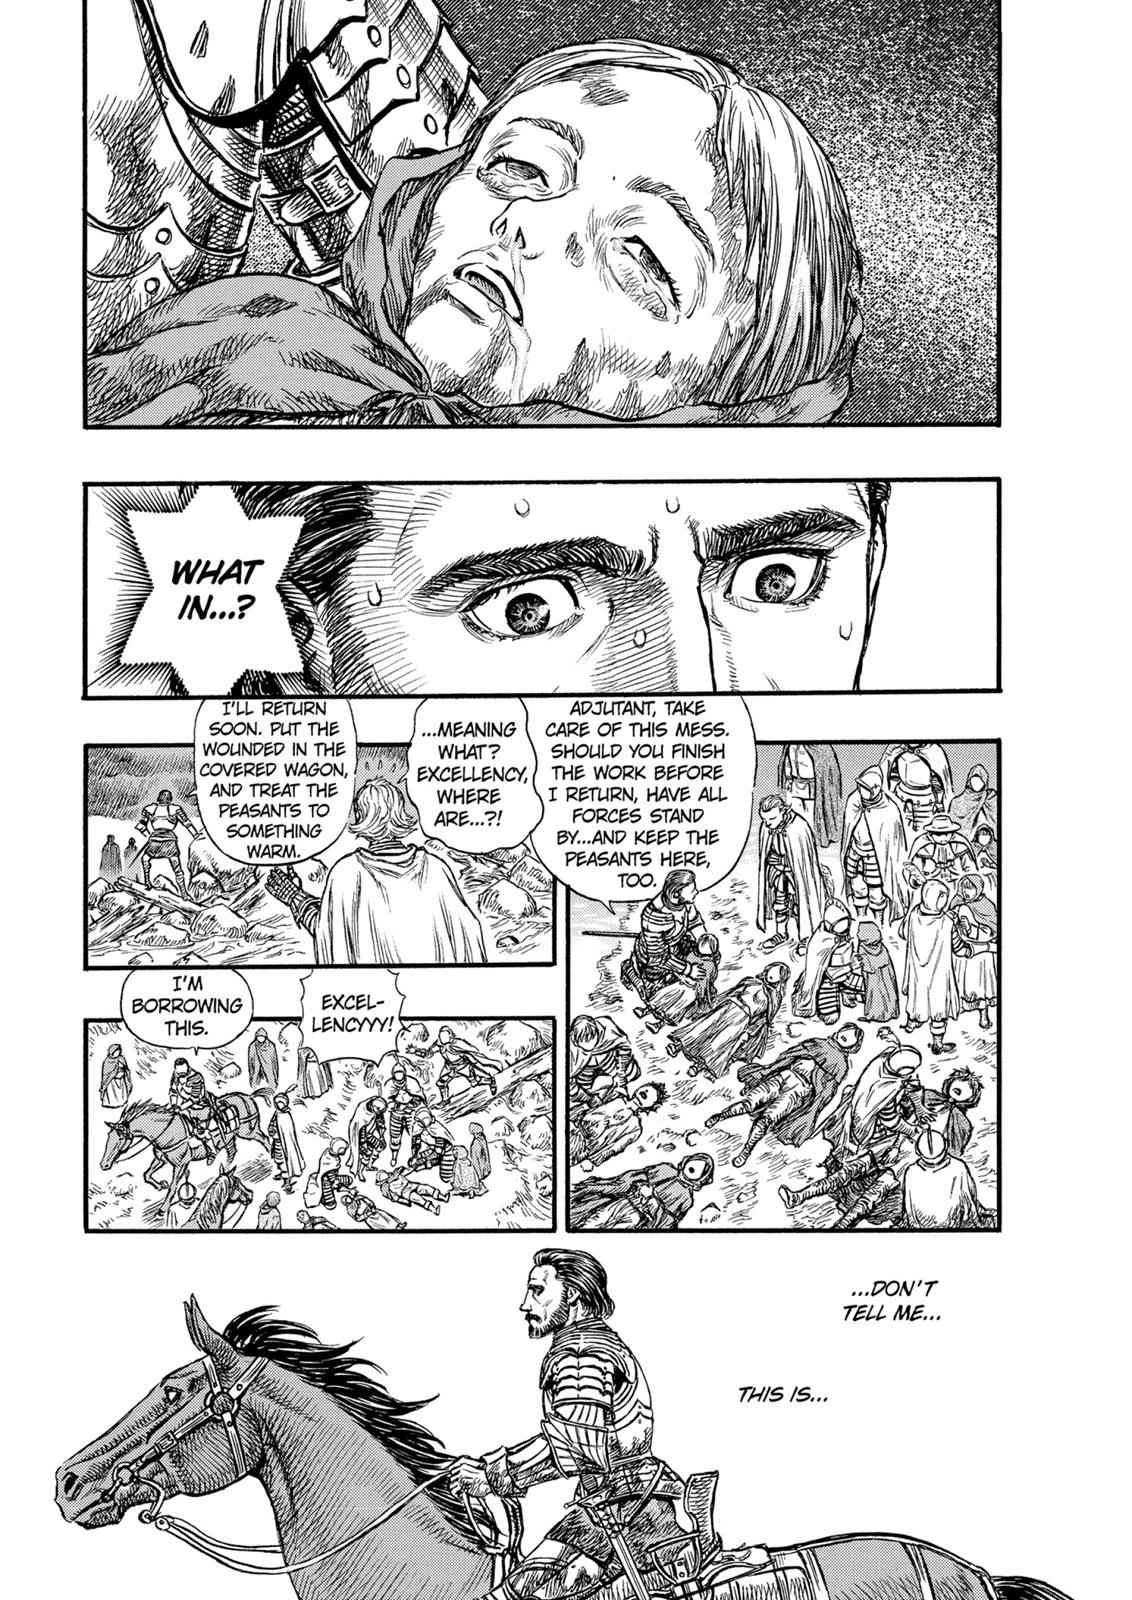 WHAT
IN...?
ADJUTANT, TAKE
CARE OF THIS MESS.
SHOULD YOU FINISH
THE WORK BEFORE
I RETURN, HAVE ALL
FORCES STAND
BY...AND KEEP THE
PEASANTS HERE,
TOO.
...MEANING
WHAT?
EXCELLENCY,
WHERE
ARE...?!
I'LL RETURN
SOON. PUT THE
WOUNDED IN THE
COVERED WAGON,
AND TREAT THE
PEASANTS TO
SOMETHING
WARM.
EXCEL-
LENCYYY!
I'M
BORROWING
THIS.
...DON'T
TELL ME...
THIS IS...